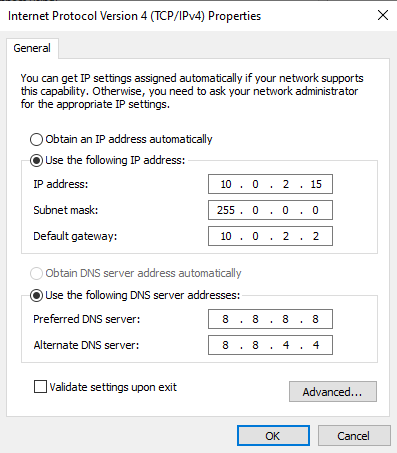 Internet Protocol Version 4 (TCP/IPv4) Properties
General
You can get IP settings assigned automatically if your network supports
this capability. Otherwise, you need to ask your network administrator
for the appropriate IP settings.
Obtain an IP address automatically
Use the following IP address:
IP address: 10 . 0 . 2 . 15
Subnet mask: 255 . 0 . 0 . 0
Default gateway: 10 . 0 . 2 . 2
Obtain DNS server address automatically
Use the following DNS server addresses:
Preferred DNS server: 8 . 8 . 8 . 8
Alternate DNS server: 8 . 8 . 4 . 4
Validate settings upon exit
Advanced...
OK Cancel